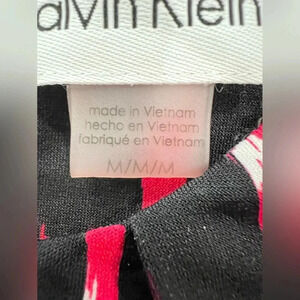 alvin Klein
made in Vietnam
hecho en Vietnam
fabriqué en Vietnam
M/M/M